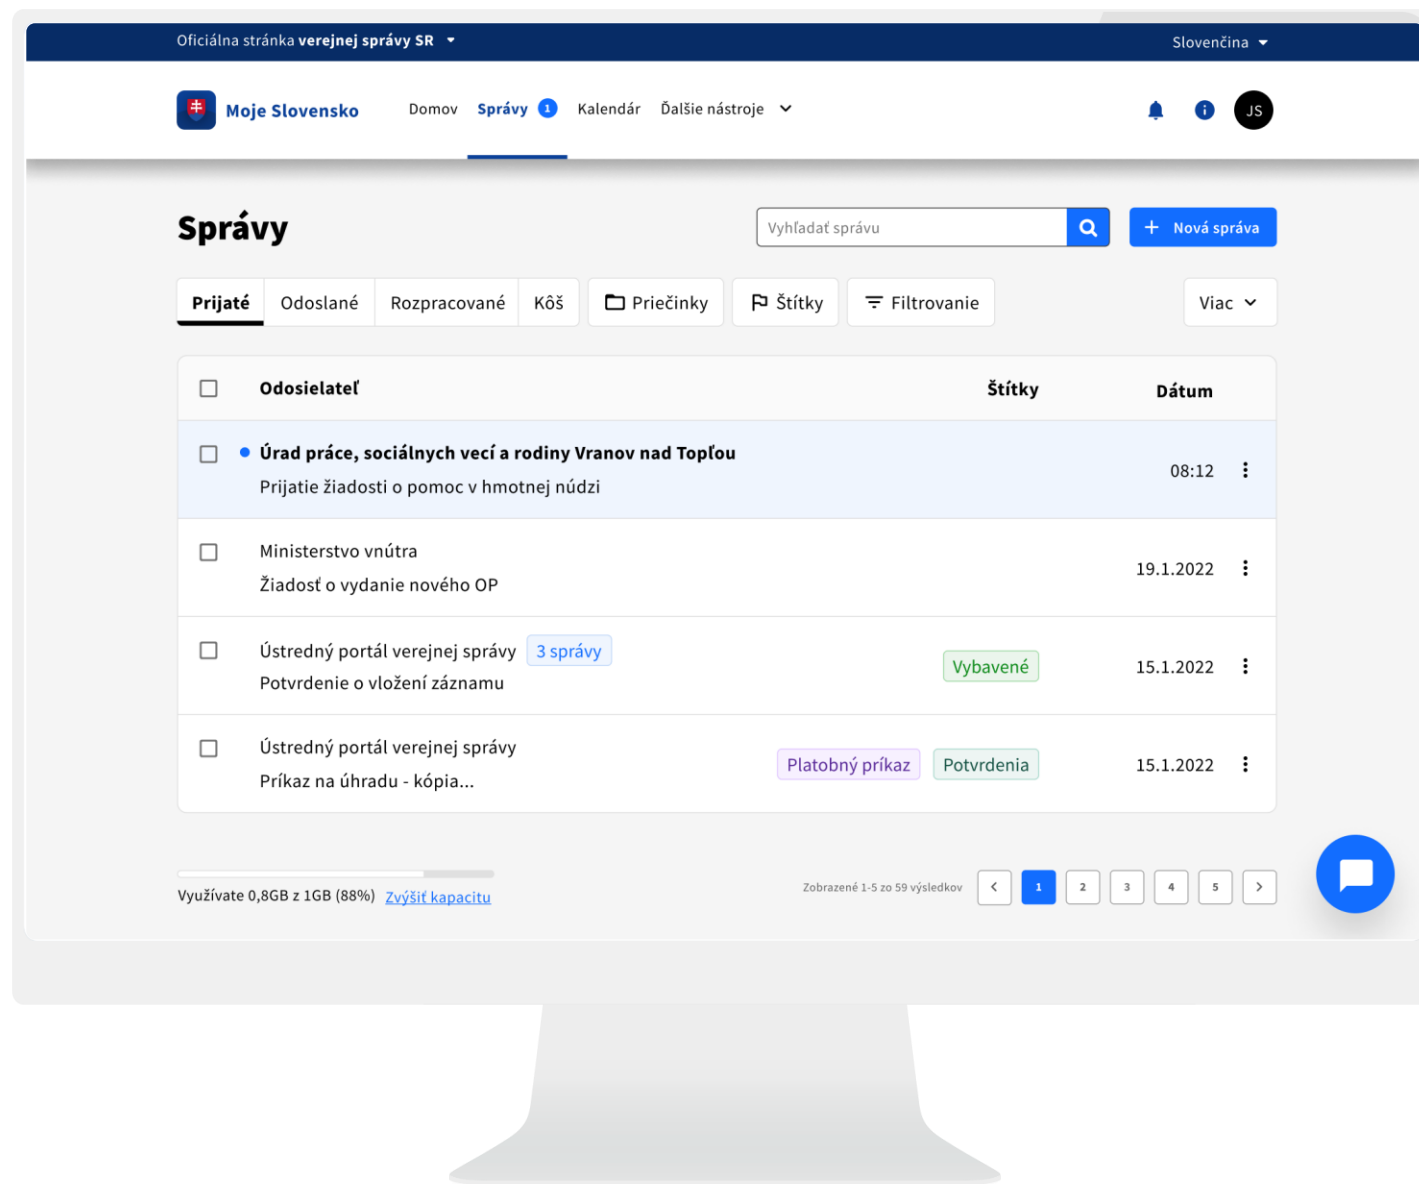 Oficiálna stránka verejnej správy SR
Slovenčina
Moje Slovensko
Domov
Správy 1
Kalendár
Ďalšie nástroje
JS
Správy
Vyhľadať správu
+ Nová správa
Prijaté
Odoslané
Rozpracované
Kôš
Priečinky
Štítky
Filtrovanie
Viac
Odosielateľ
Štítky
Dátum
Úrad práce, sociálnych vecí a rodiny Vranov nad Topľou
Prijatie žiadosti o pomoc v hmotnej núdzi
08:12
Ministerstvo vnútra
Žiadosť o vydanie nového OP
19.1.2022
Ústredný portál verejnej správy 3 správy
Potvrdenie o vložení záznamu
Vybavené
15.1.2022
Ústredný portál verejnej správy
Príkaz na úhradu - kópia...
Platobný príkaz
Potvrdenia
15.1.2022
Využívate 0,8GB z 1GB (88%) Zvýšiť kapacitu
Zobrazené 1-5 zo 59 výsledkov
1 2 3 4 5